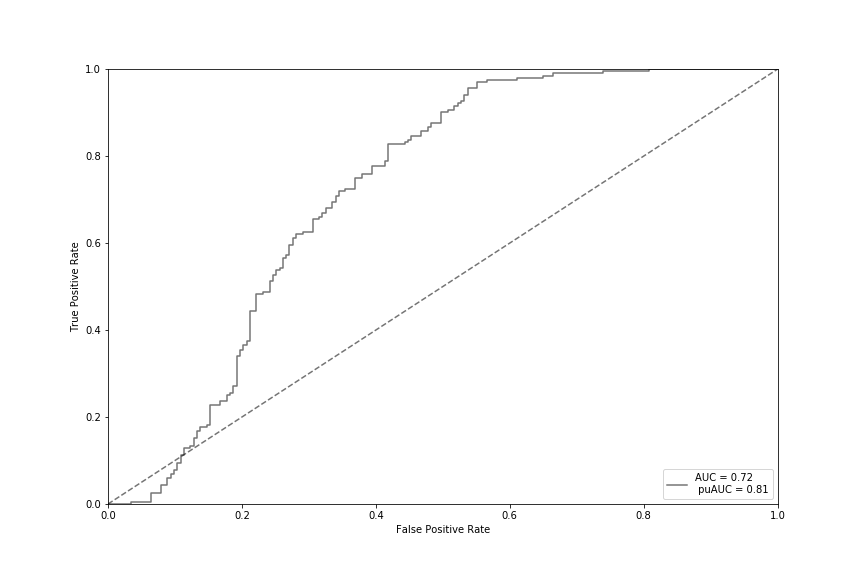 1.0
0.8
0.6
0.4
0.2
0.0
True Positive Rate
0.0 0.2 0.4 0.6 0.8 1.0
False Positive Rate
AUC = 0.72
puAUC = 0.81